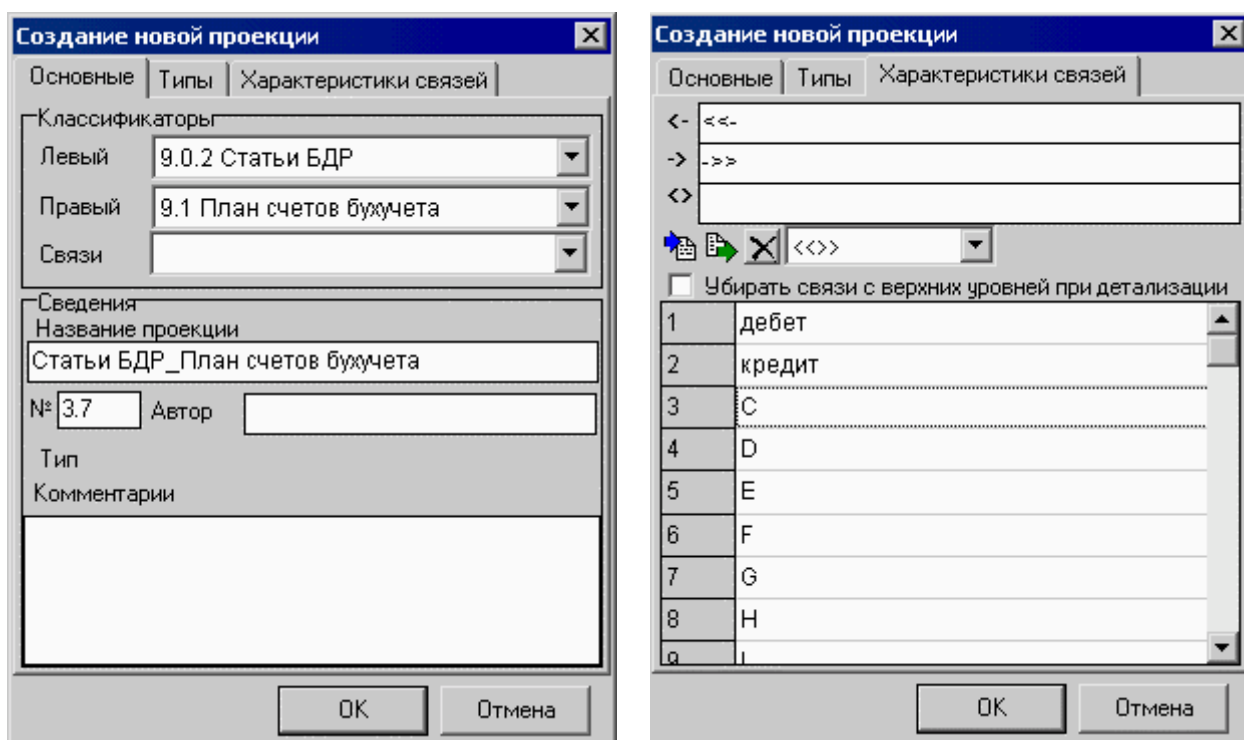 Создание новой проекции
Основные Типы Характеристики связей
Классификаторы
Левый 9.0.2 Статьи БДР
Правый 9.1 План счетов бухучета
Связи
Сведения
Название проекции
Статьи БДР_План счетов бухучета
№ 3.7 Автор
Тип
Комментарии
OK Отмена
Создание новой проекции
Основные Типы Характеристики связей
<- <<-
-> ->>
<>
<<>>
Убирать связи с верхних уровней при детализации
1 дебет
2 кредит
3 C
4 D
5 E
6 F
7 G
8 H
9
OK Отмена